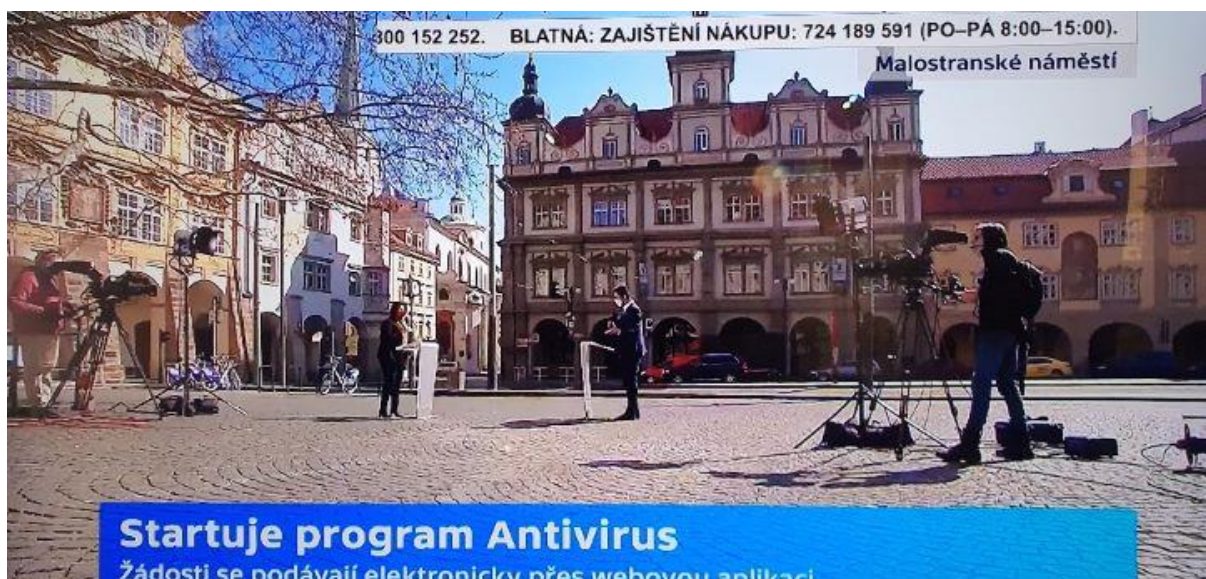 800 152 252. BLATNÁ: ZAJIŠTĚNÍ NÁKUPU: 724 189 591 (PO–PÁ 8:00–15:00).
Malostranské náměstí
Startuje program Antivirus
Žádosti se podávají elektronicky přes webovou aplikaci